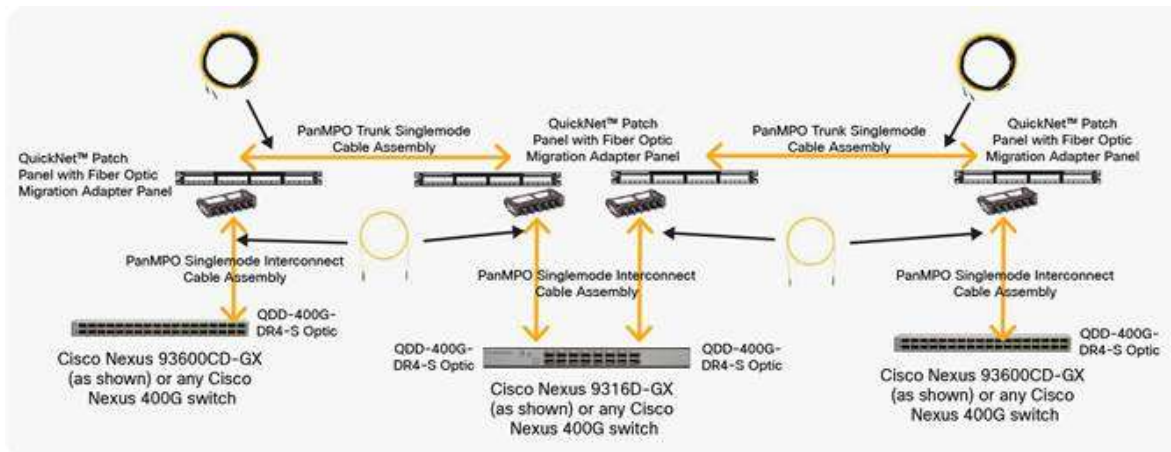 PanMPO Trunk Singlemode
Cable Assembly
QuickNet™ Patch
Panel with Fiber Optic
Migration Adapter Panel
PanMPO Trunk Singlemode
Cable Assembly
QuickNet™ Patch
Panel with Fiber Optic
Migration Adapter Panel
QuickNet™ Patch
Panel with Fiber Optic
Migration Adapter Panel
PanMPO Singlemode Interconnect
Cable Assembly
PanMPO Singlemode Interconnect
Cable Assembly
PanMPO Singlemode Interconnect
Cable Assembly
QDD-400G-
DR4-S Optic
QDD-400G-
DR4-S Optic
QDD-400G-
DR4-S Optic
QDD-400G-
DR4-S Optic
Cisco Nexus 93600CD-GX
(as shown) or any Cisco
Nexus 400G switch
Cisco Nexus 9316D-GX
(as shown) or any Cisco
Nexus 400G switch
Cisco Nexus 93600CD-GX
(as shown) or any Cisco
Nexus 400G switch